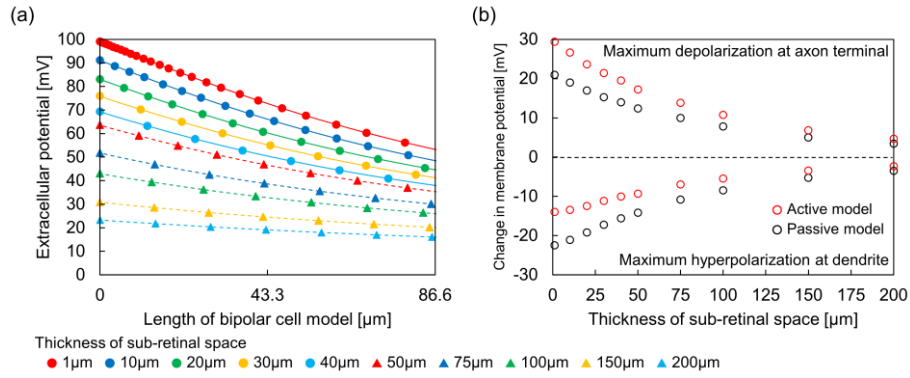 (a)
Extracellular potential [mV]
100
90
80
70
60
50
40
30
20
10
0
0 43.3 86.6
Length of bipolar cell model [µm]
Thickness of sub-retinal space
1µm 10µm 20µm 30µm 40µm 50µm 75µm 100µm 150µm 200µm
(b)
Change in membrane potential [mV]
30
20
10
0
-10
-20
-30
Maximum depolarization at axon terminal
Active model
Passive model
Maximum hyperpolarization at dendrite
0 25 50 75 100 125 150 175 200
Thickness of sub-retinal space [µm]